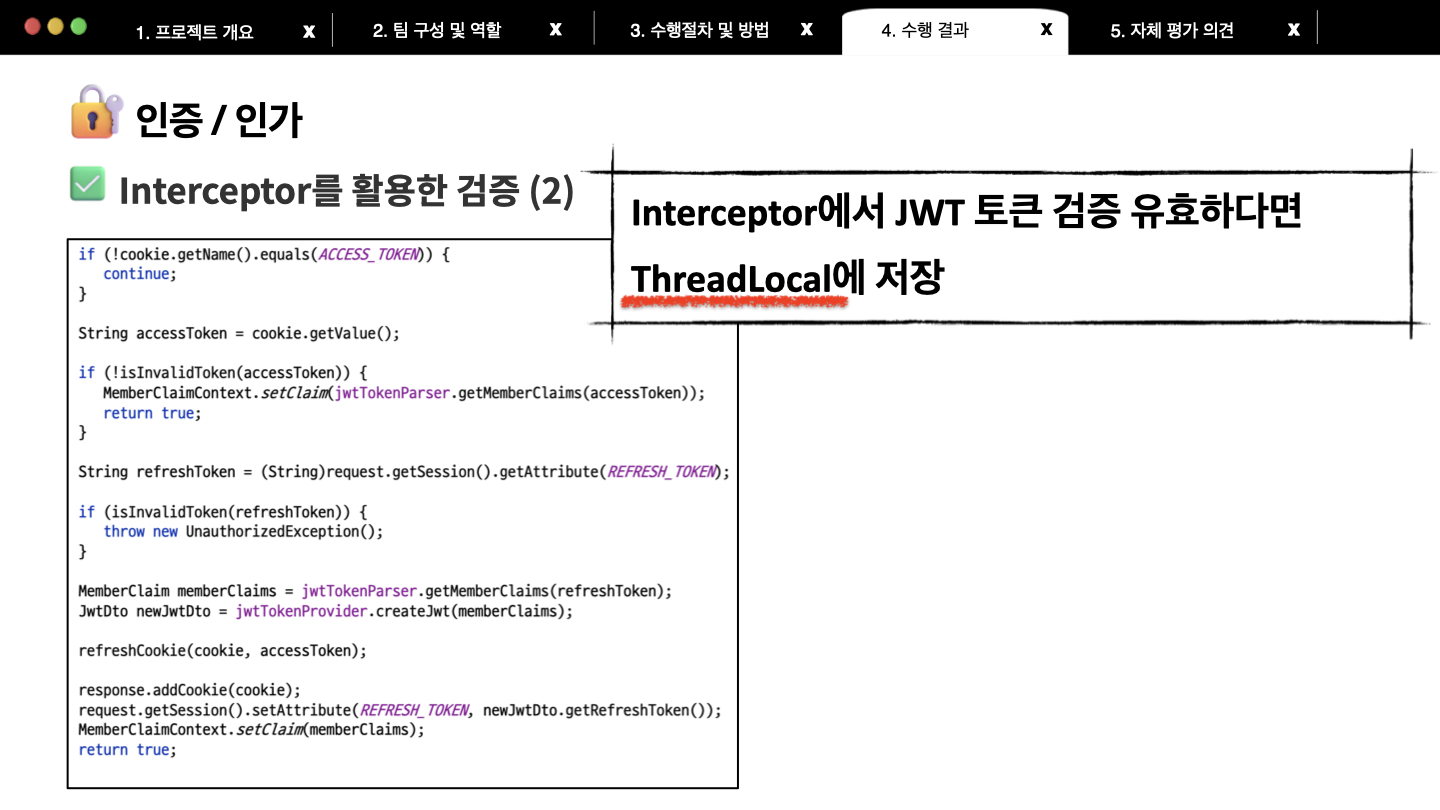 1. 프로젝트 개요 X 2. 팀 구성 및 역할 X 3. 수행절차 및 방법 X 4. 수행 결과 X 5. 자체 평가 의견 X
인증 / 인가
Interceptor를 활용한 검증 (2)
Interceptor에서 JWT 토큰 검증 유효하다면
ThreadLocal에 저장
if (!cookie.getName().equals(ACCESS_TOKEN)) {
continue;
}
String accessToken = cookie.getValue();
if (!isInvalidToken(accessToken)) {
MemberClaimContext.setClaim(jwtTokenParser.getMemberClaims(accessToken));
return true;
}
String refreshToken = (String)request.getSession().getAttribute(REFRESH_TOKEN);
if (isInvalidToken(refreshToken)) {
throw new UnauthorizedException();
}
MemberClaim memberClaims = jwtTokenParser.getMemberClaims(refreshToken);
JwtDto newJwtDto = jwtTokenProvider.createJwt(memberClaims);
refreshCookie(cookie, accessToken);
response.addCookie(cookie);
request.getSession().setAttribute(REFRESH_TOKEN, newJwtDto.getRefreshToken());
MemberClaimContext.setClaim(memberClaims);
return true;